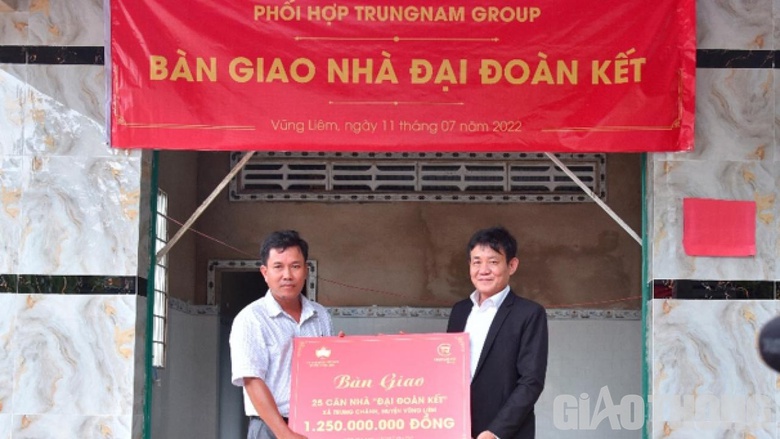 PHỐI HỢP TRUNGNAM GROUP
BÀN GIAO NHÀ ĐẠI ĐOÀN KẾT
Vũng Liêm, ngày 11 tháng 07 năm 2022
Bàn Giao
25 CĂN NHÀ "ĐẠI ĐOÀN KẾT"
XÃ TRUNG CHÁNH, HUYỆN VŨNG LIÊM
1.250.000.000 ĐỒNG
GIAO THÔNG